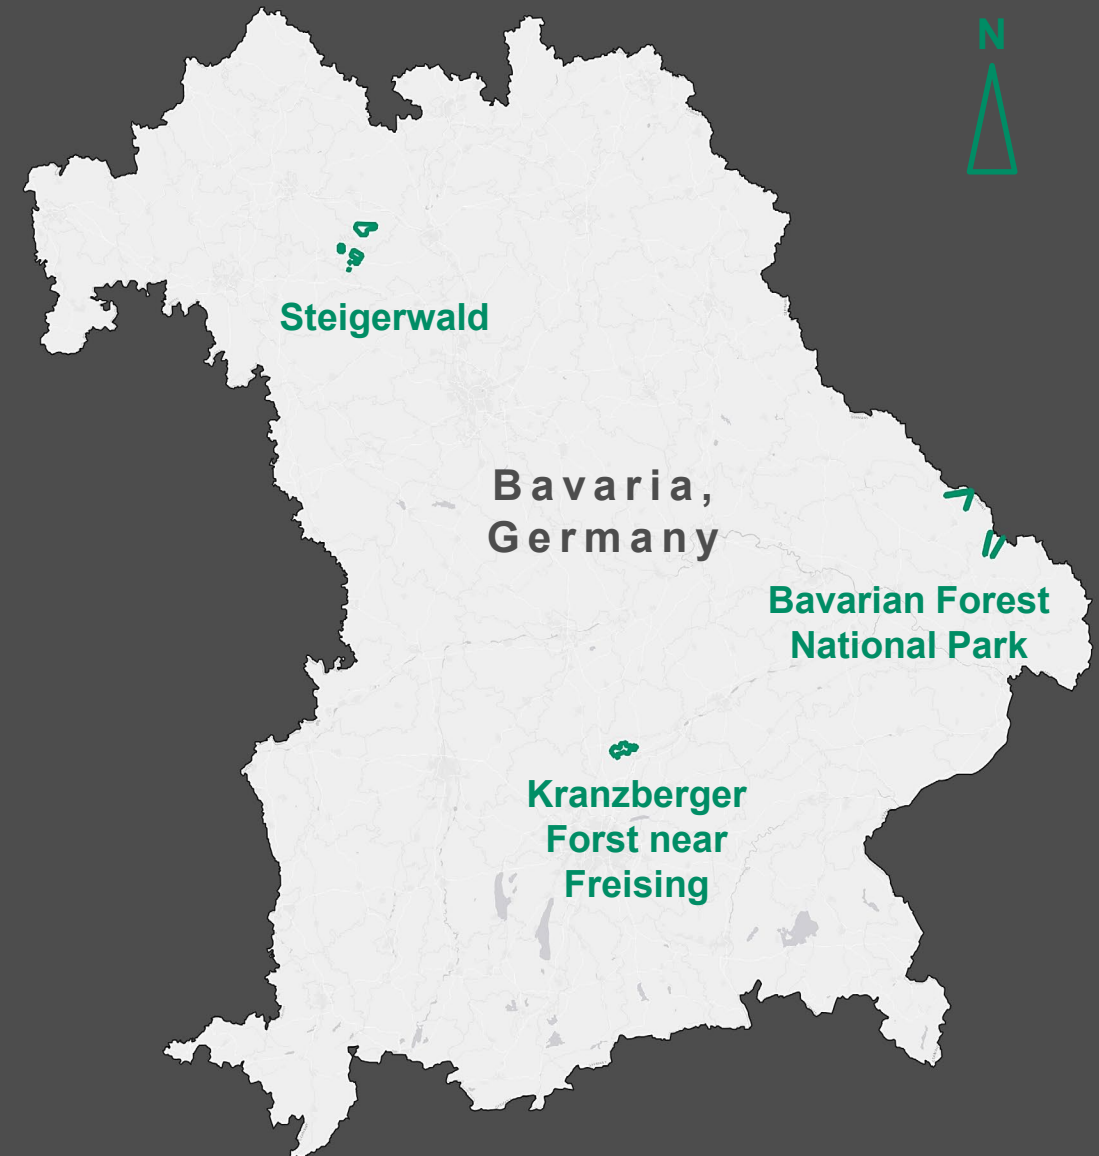 N
Steigerwald
Bavaria,
Germany
Bavarian Forest
National Park
Kranzberger
Forst near
Freising